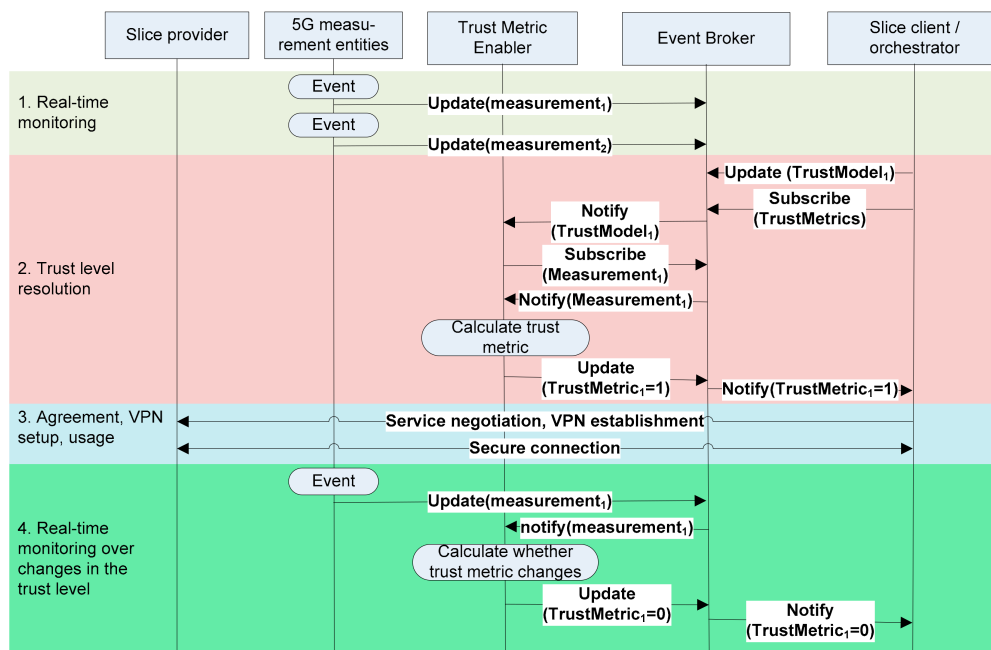 Slice provider
5G measu-
rement entities
Trust Metric
Enabler
Event Broker
Slice client /
orchestrator
1. Real-time
monitoring
Event
Update(measurement₁)
Event
Update(measurement₂)
2. Trust level
resolution
Update (TrustModel₁)
Subscribe
(TrustMetrics)
Notify
(TrustModel₁)
Subscribe
(Measurement₁)
Notify(Measurement₁)
Calculate trust
metric
Update
(TrustMetric₁=1)
Notify(TrustMetric₁=1)
3. Agreement, VPN
setup, usage
Service negotiation, VPN establishment
Secure connection
4. Real-time
monitoring over
changes in the
trust level
Event
Update(measurement₁)
notify(measurement₁)
Calculate whether
trust metric changes
Update
(TrustMetric₁=0)
Notify
(TrustMetric₁=0)